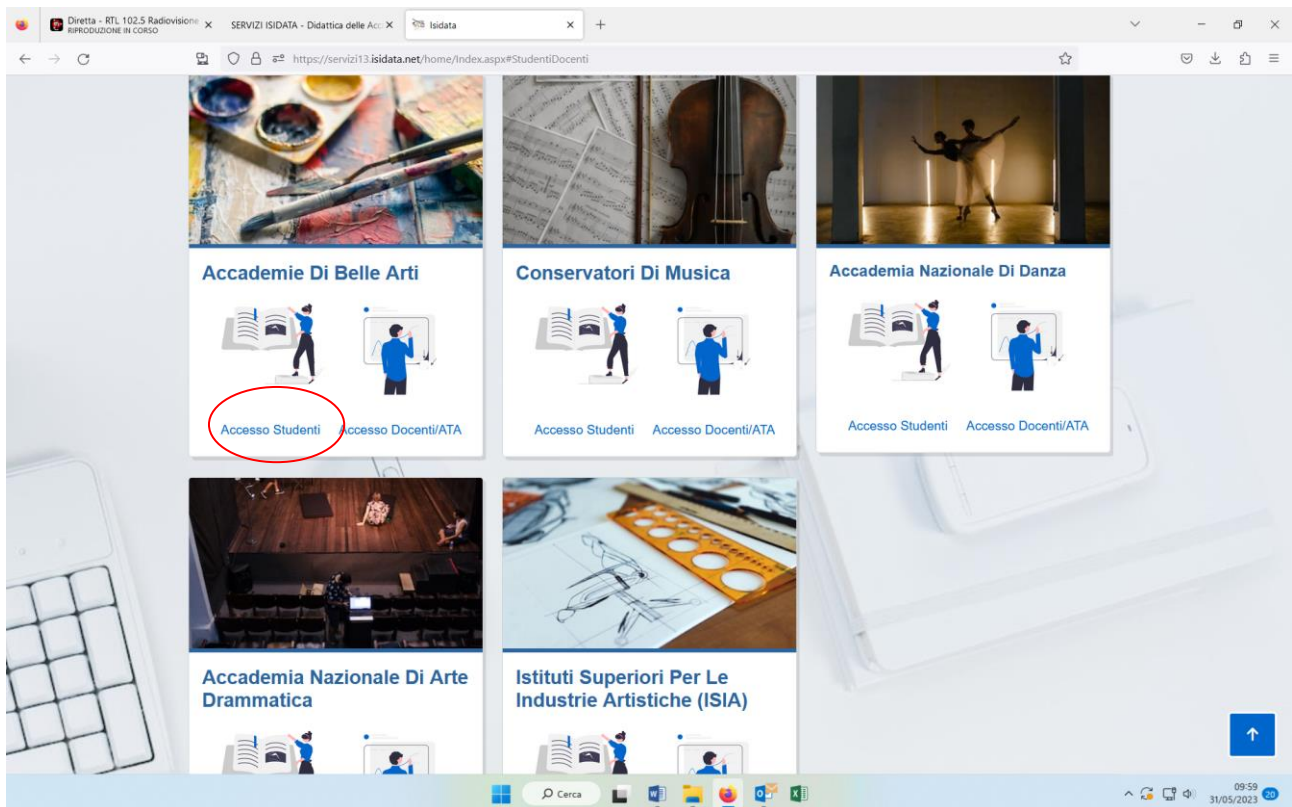 Diretta - RTL 102.5 Radiovisione
RIPRODUZIONE IN CORSO
SERVIZI ISIDATA - Didattica delle Acc
Isidata
https://servizi13.isidata.net/home/Index.aspx#StudentiDocenti
Accademie Di Belle Arti
Accesso Studenti Accesso Docenti/ATA
Conservatori Di Musica
Accesso Studenti Accesso Docenti/ATA
Accademia Nazionale Di Danza
Accesso Studenti Accesso Docenti/ATA
Accademia Nazionale Di Arte
Drammatica
Istituti Superiori Per Le
Industrie Artistiche (ISIA)
Cerca
09:59
31/05/2023
20